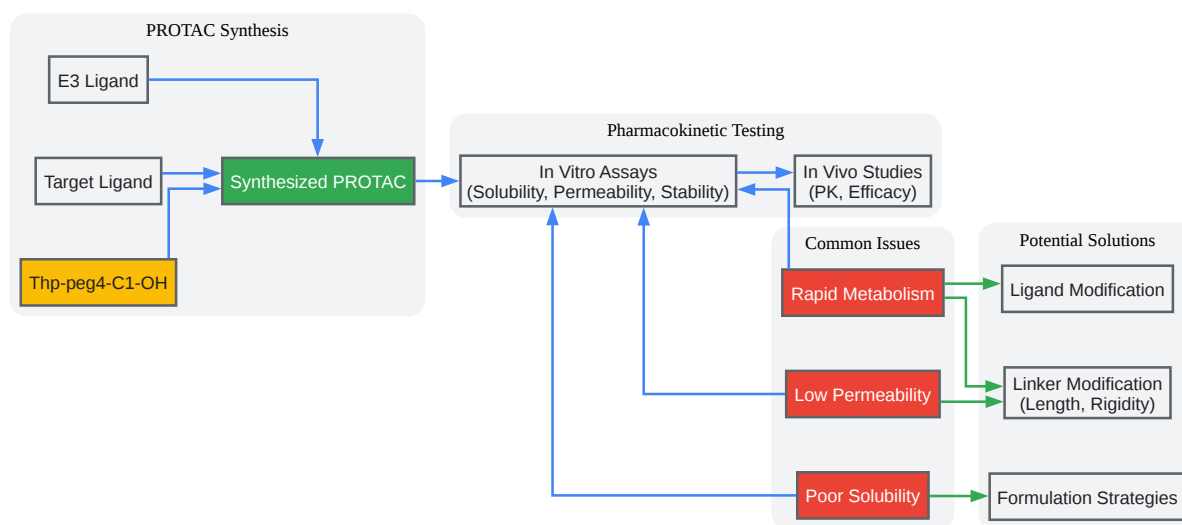 PROTAC Synthesis
E3 Ligand
Target Ligand
Synthesized PROTAC
Thp-peg4-C1-OH
Pharmacokinetic Testing
In Vitro Assays
(Solubility, Permeability, Stability)
In Vivo Studies
(PK, Efficacy)
Common Issues
Rapid Metabolism
Low Permeability
Poor Solubility
Potential Solutions
Ligand Modification
Linker Modification
(Length, Rigidity)
Formulation Strategies